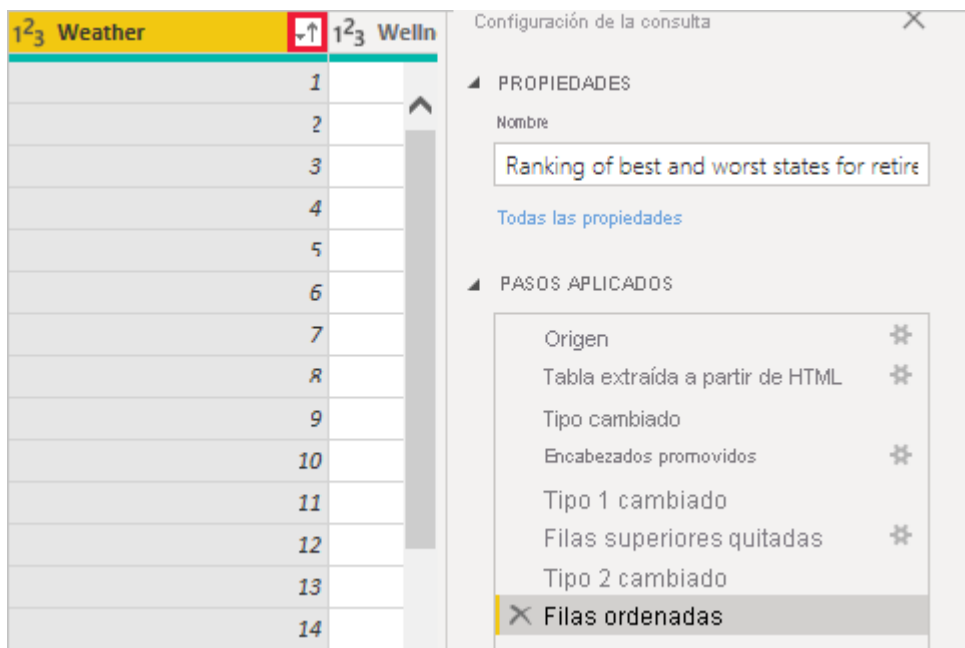 1²3 Weather 1²3 Welln
1
2
3
4
5
6
7
8
9
10
11
12
13
14
Configuración de la consulta
PROPIEDADES
Nombre
Ranking of best and worst states for retire
Todas las propiedades
PASOS APLICADOS
Origen
Tabla extraída a partir de HTML
Tipo cambiado
Encabezados promovidos
Tipo 1 cambiado
Filas superiores quitadas
Tipo 2 cambiado
Filas ordenadas